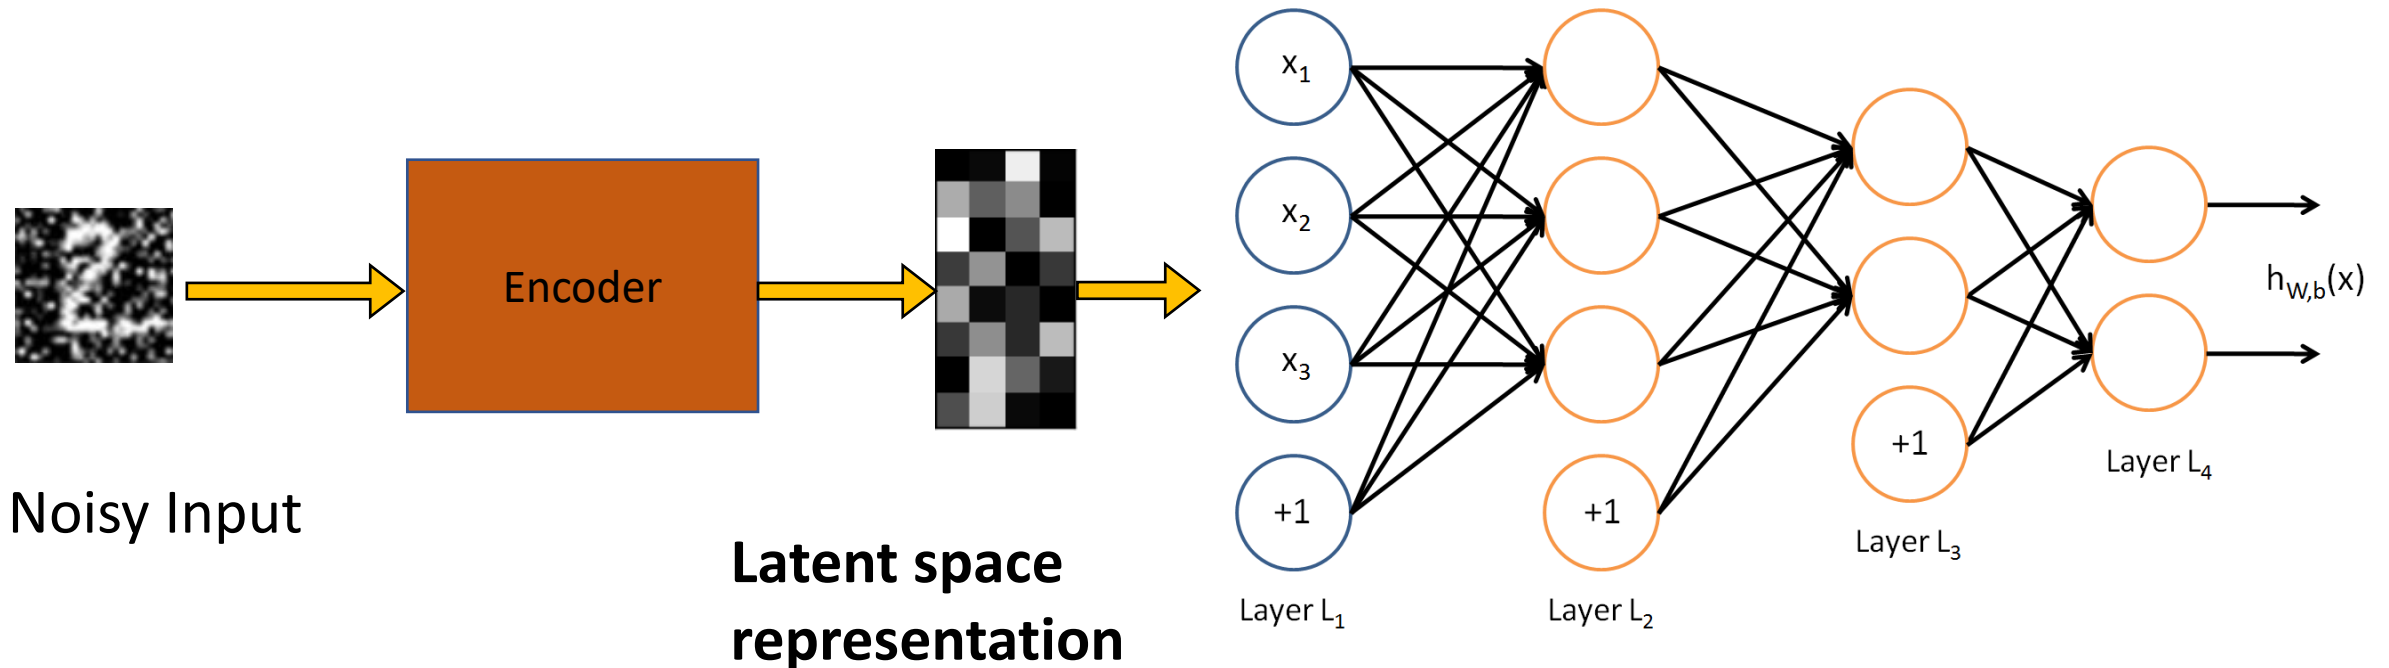 Noisy Input
Encoder
Latent space
representation
x₁
x₂
x₃
+1
Layer L₁
+1
Layer L₂
+1
Layer L₃
Layer L₄
h_W,b(x)